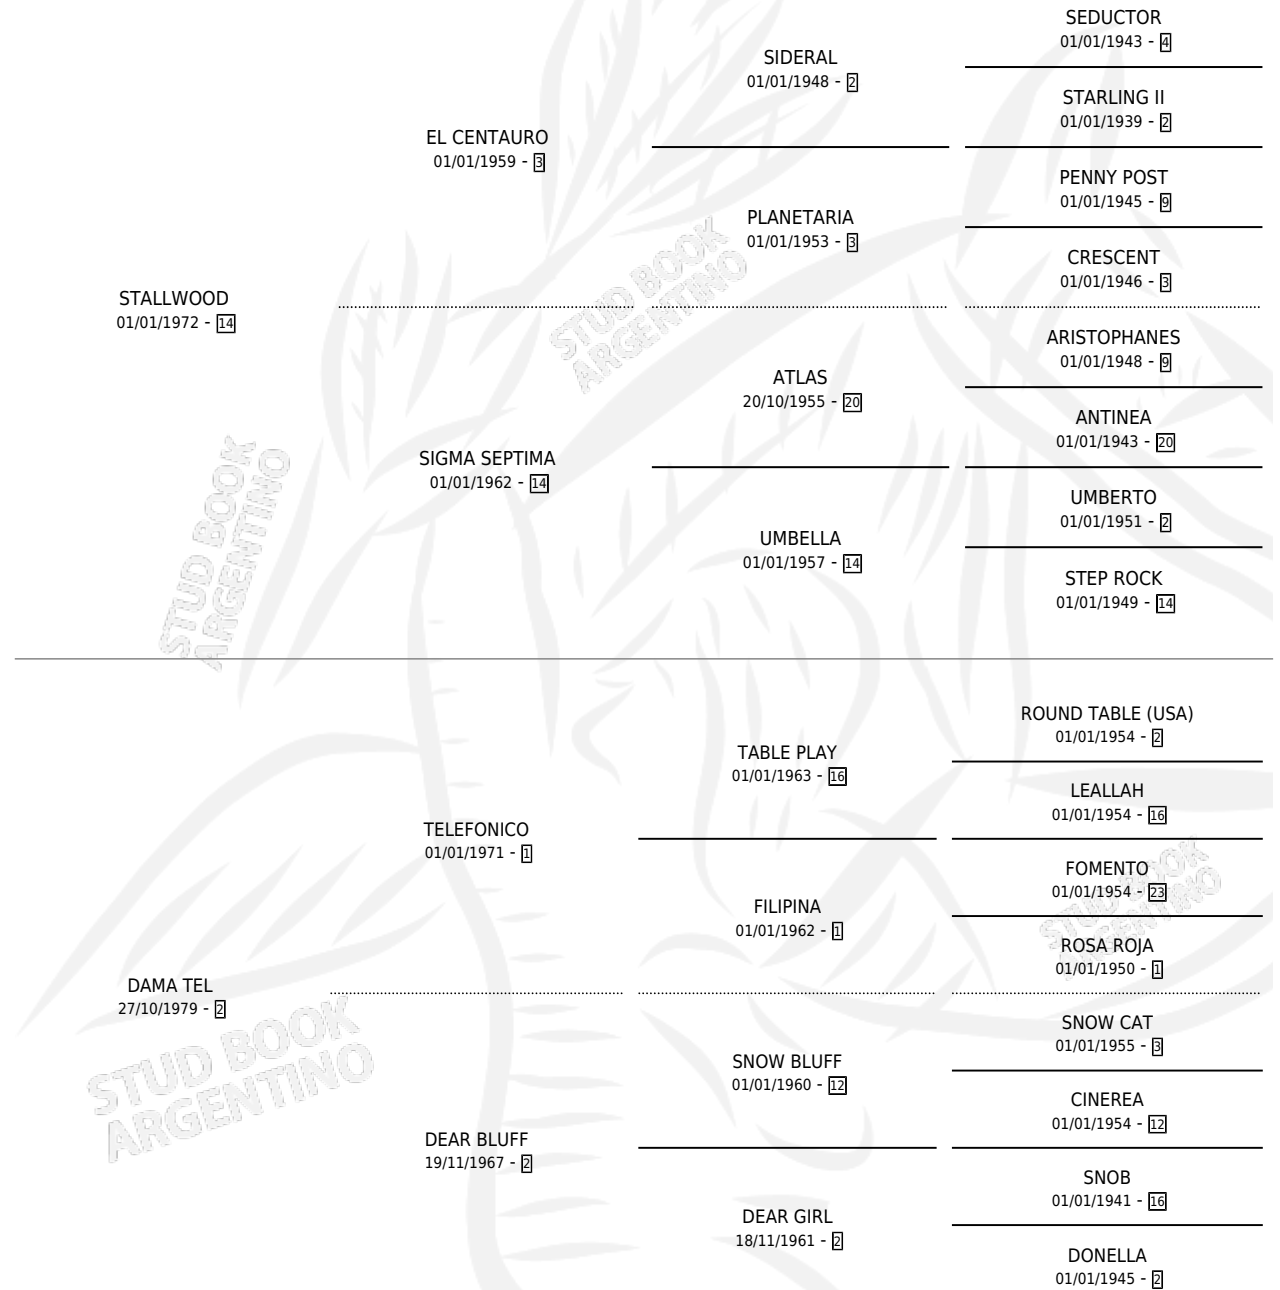 SEDUCTOR
01/01/1943 - 4
SIDERAL
01/01/1948 - 2
STARLING II
01/01/1939 - 2
EL CENTAURO
01/01/1959 - 3
PENNY POST
01/01/1945 - 9
PLANETARIA
01/01/1953 - 3
CRESCENT
01/01/1946 - 3
STALLWOOD
01/01/1972 - 14
STUD BOOK
ARGENTINO
ARISTOPHANES
01/01/1948 - 9
ATLAS
20/10/1955 - 20
ANTINEA
01/01/1943 - 20
SIGMA SEPTIMA
01/01/1962 - 14
UMBERTO
01/01/1951 - 2
UMBELLA
01/01/1957 - 14
STEP ROCK
01/01/1949 - 14
STUD BOOK
ARGENTINO
ROUND TABLE (USA)
01/01/1954 - 2
TABLE PLAY
01/01/1963 - 16
LEALLAH
01/01/1954 - 16
TELEFONICO
01/01/1971 - 1
FOMENTO
01/01/1954 - 23
FILIPINA
01/01/1962 - 1
STUD BOOK
ARGENTINO
ROSA ROJA
01/01/1950 - 1
DAMA TEL
27/10/1979 - 2
SNOW CAT
01/01/1955 - 3
SNOW BLUFF
01/01/1960 - 12
CINEREA
01/01/1954 - 12
STUD BOOK
ARGENTINO
DEAR BLUFF
19/11/1967 - 2
SNOB
01/01/1941 - 16
DEAR GIRL
18/11/1961 - 2
DONELLA
01/01/1945 - 2